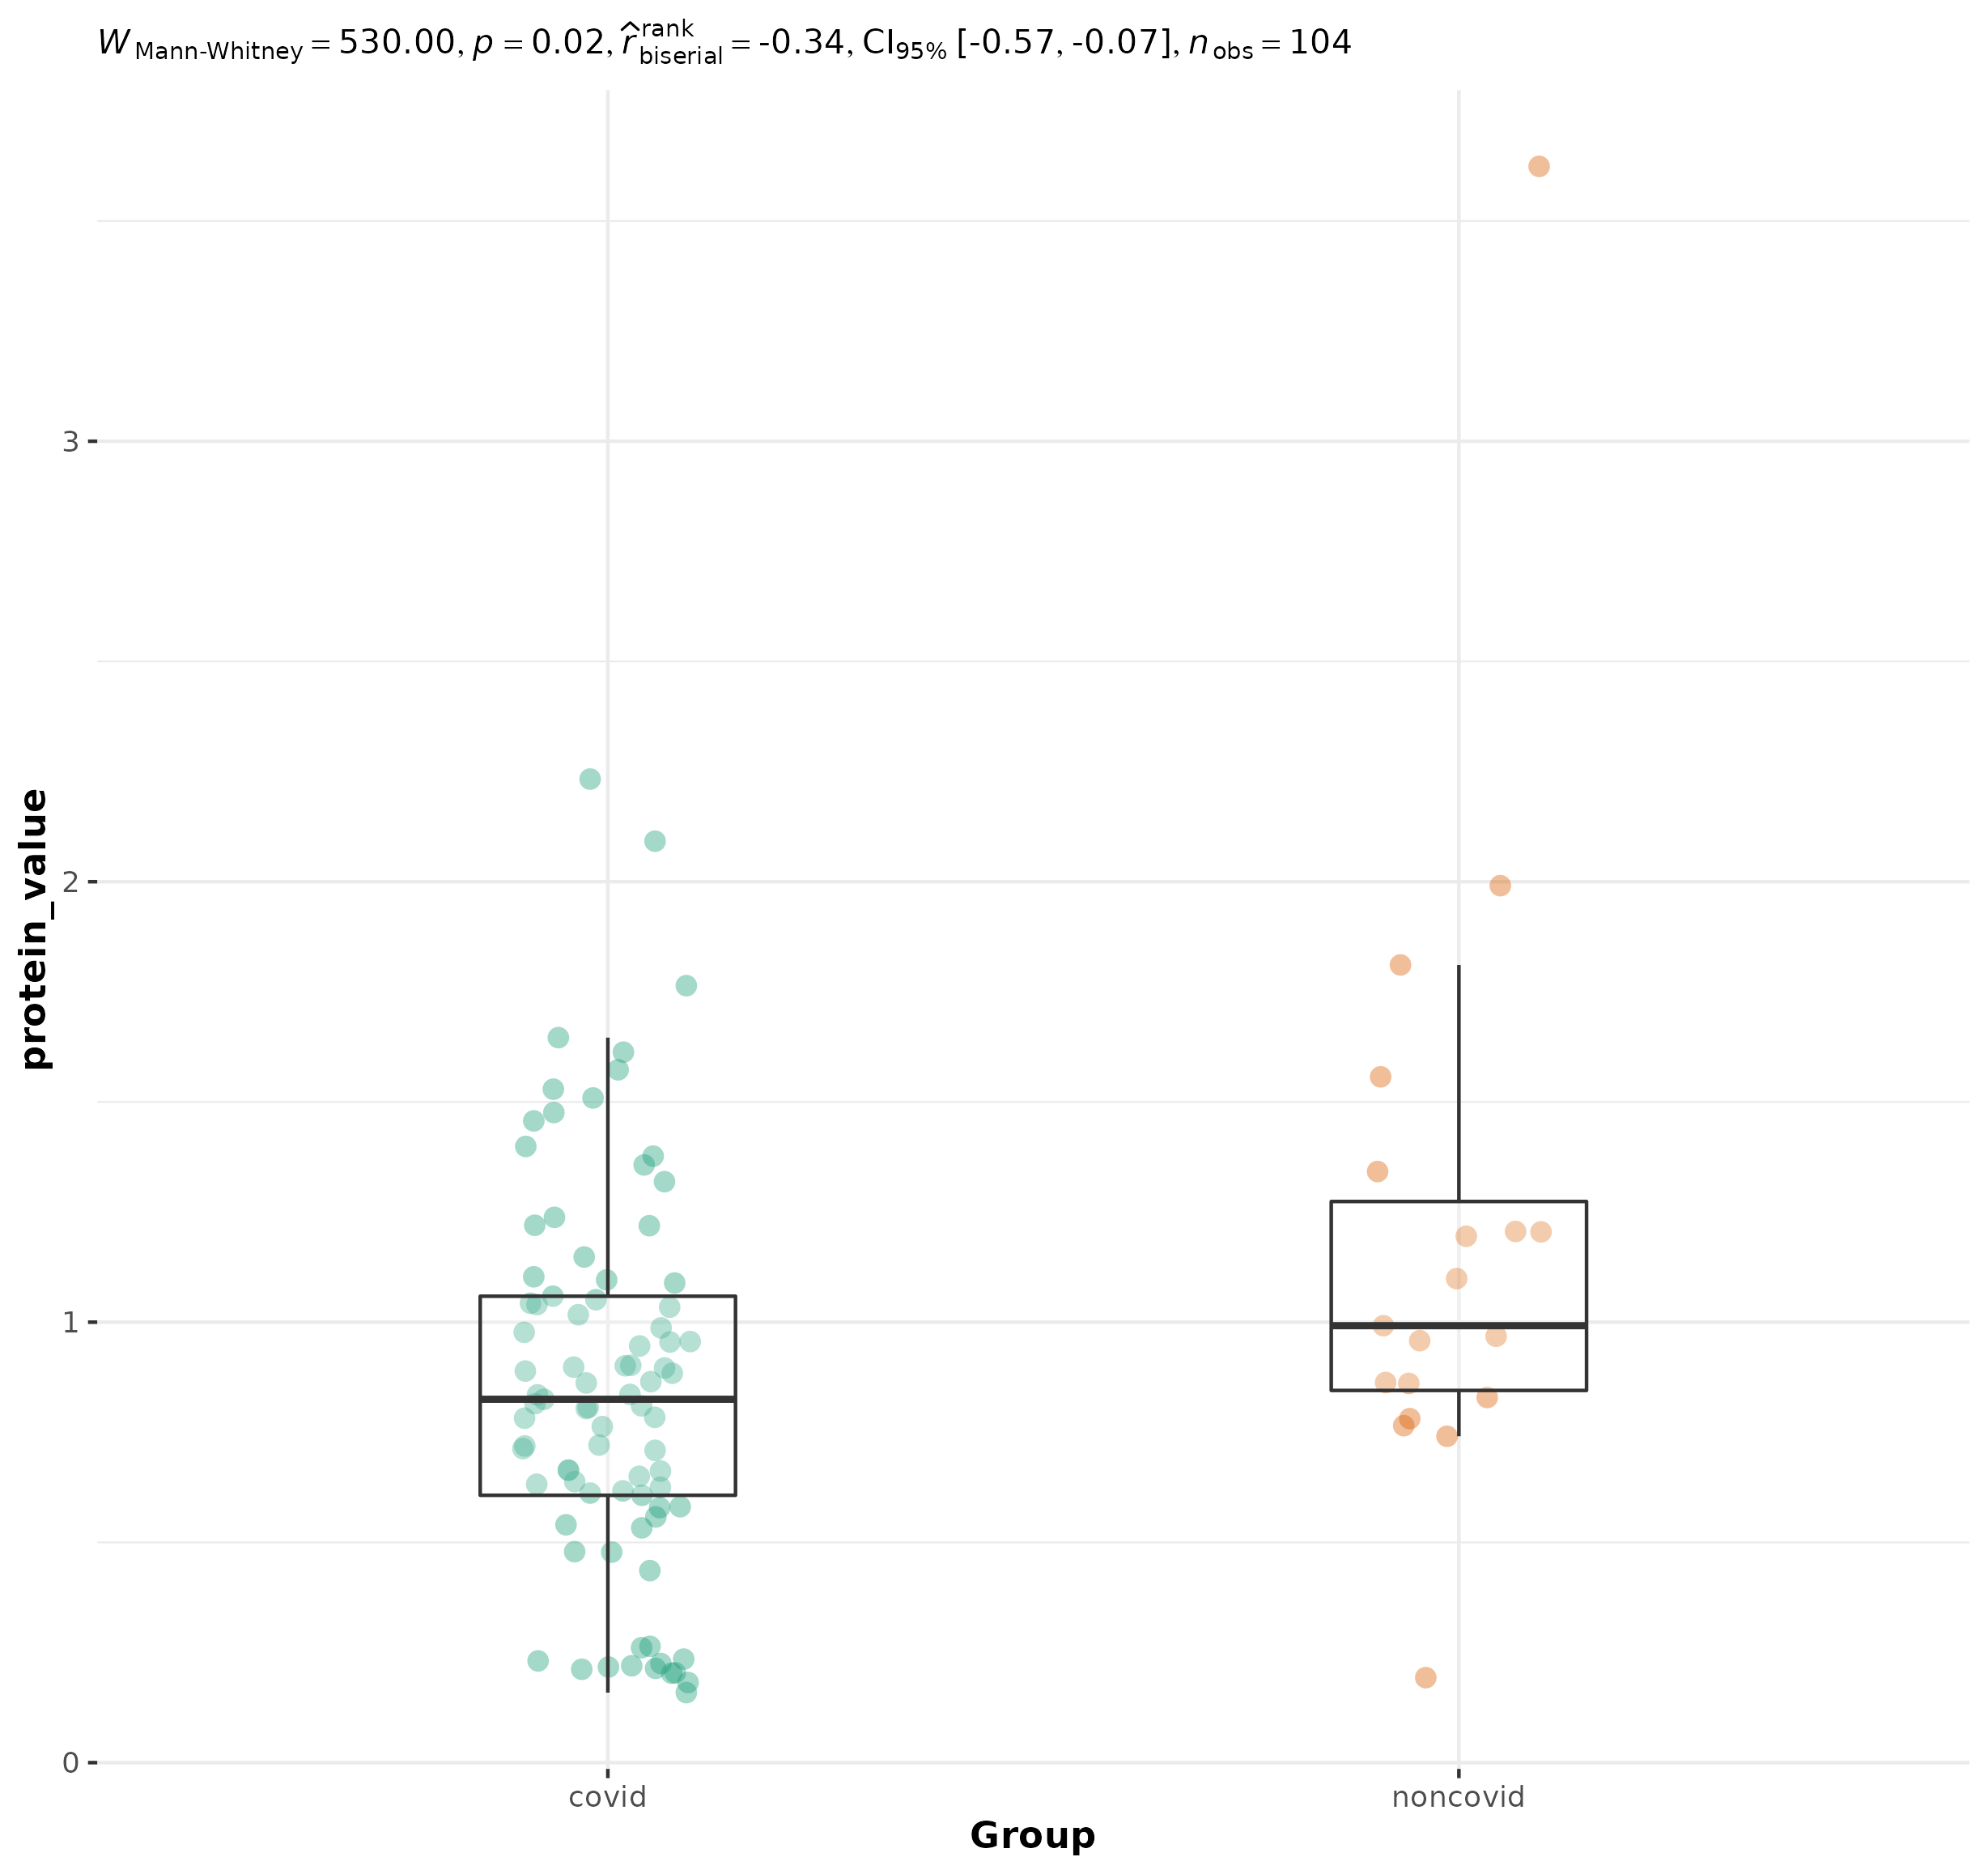 W Mann-Whitney = 530.00, p = 0.02, r̂ rank biserial = -0.34, CI95% [-0.57, -0.07], n obs = 104
protein_value
3
2
1
0
covid noncovid
Group